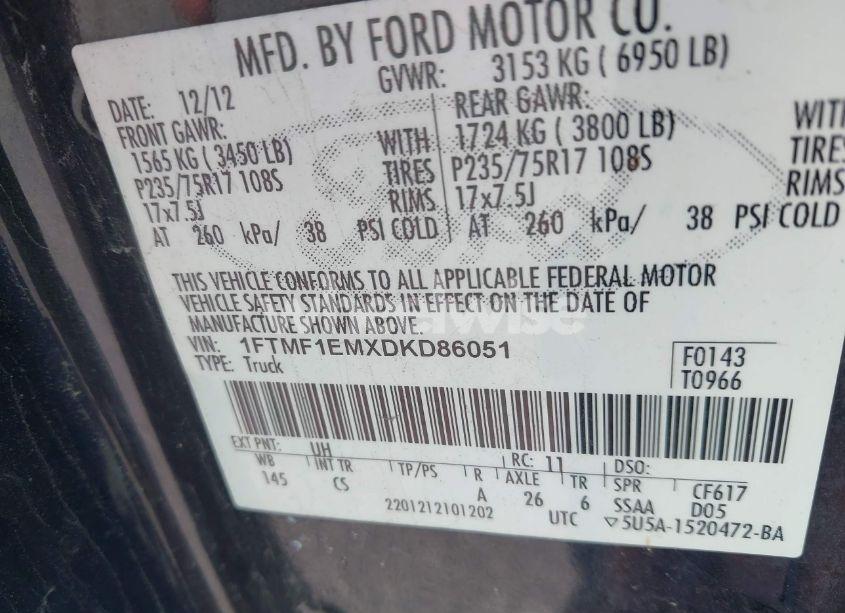 MFD. BY FORD MOTOR CO.
DATE: 12/12 GVWR: 3153 KG ( 6950 LB)
FRONT GAWR: REAR GAWR:
1565 KG ( 3450 LB) WITH 1724 KG ( 3800 LB) WITH
P235/75R17 108S TIRES P235/75R17 108S TIRES
17x7.5J RIMS 17x7.5J RIMS
AT 260 kPa/ 38 PSI COLD AT 260 kPa/ 38 PSI COLD
THIS VEHICLE CONFORMS TO ALL APPLICABLE FEDERAL MOTOR
VEHICLE SAFETY STANDARDS IN EFFECT ON THE DATE OF
MANUFACTURE SHOWN ABOVE.
VIN: 1FTMF1EMXDKD86051 F0143
TYPE: Truck T0966
EXT PNT: UH RC: 11 DSO:
WB INT TR TP/PS R AXLE TR SPR CF617
145 CS A 26 6 SSAA D05
2201212101202 UTC ▽5U5A-1520472-BA